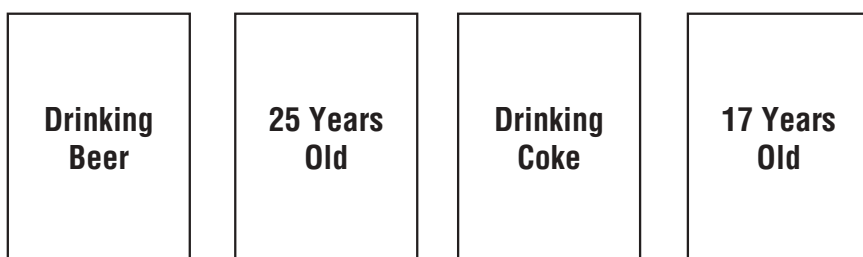 Drinking
Beer
25 Years
Old
Drinking
Coke
17 Years
Old